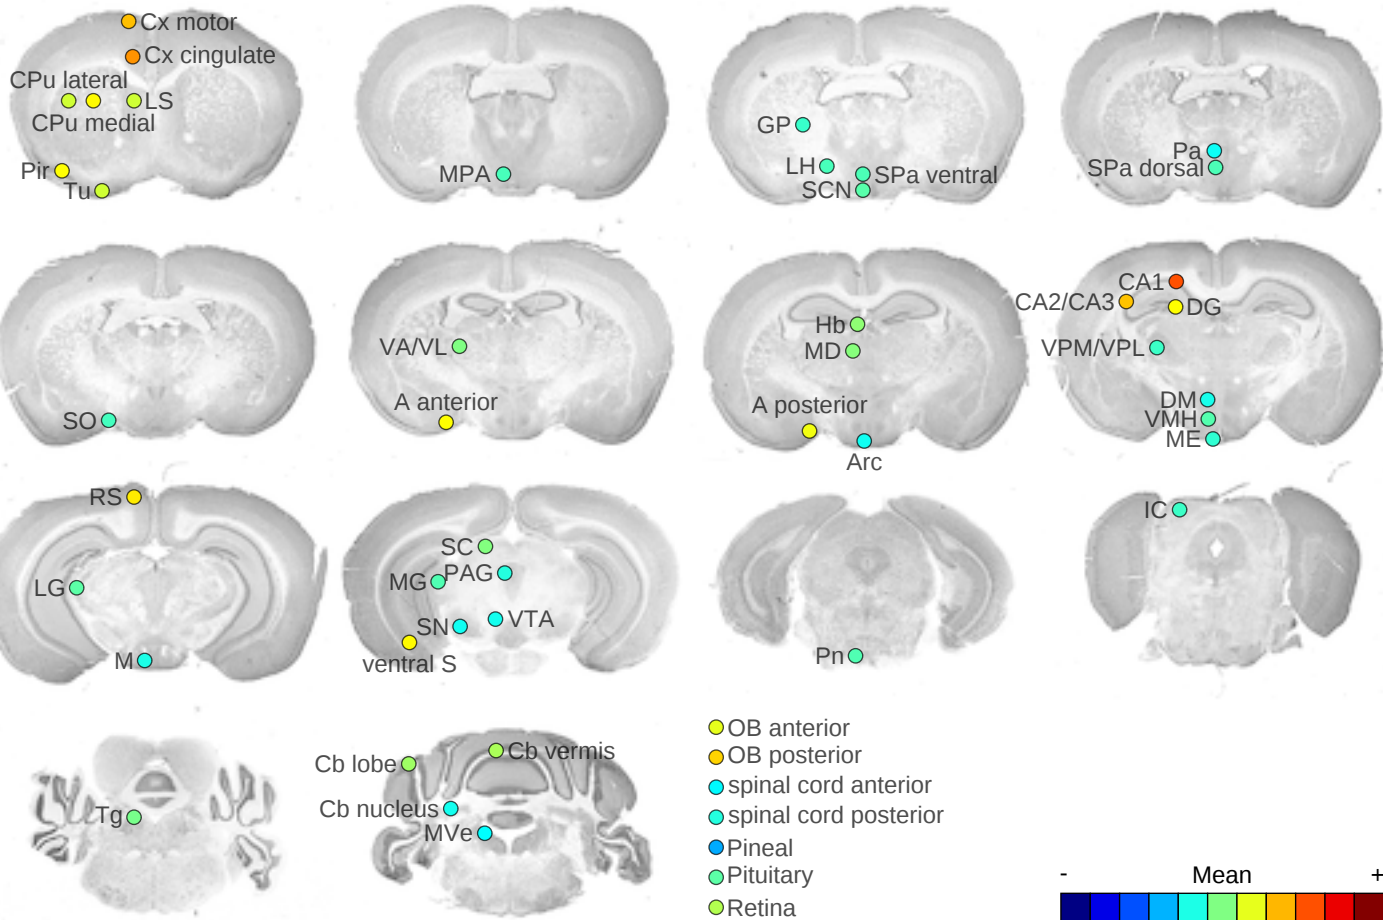 Cx motor
Cx cingulate
CPu lateral
LS
CPu medial
Pir
Tu
MPA
GP
LH
SPa ventral
SCN
Pa
SPa dorsal
SO
VA/VL
A anterior
Hb
MD
A posterior
Arc
CA1
CA2/CA3
DG
VPM/VPL
DM
VMH
ME
RS
LG
M
SC
PAG
MG
SN
VTA
ventral S
Pn
IC
Tg
Cb lobe
Cb vermis
Cb nucleus
MVe
OB anterior
OB posterior
spinal cord anterior
spinal cord posterior
Pineal
Pituitary
Retina
- Mean +